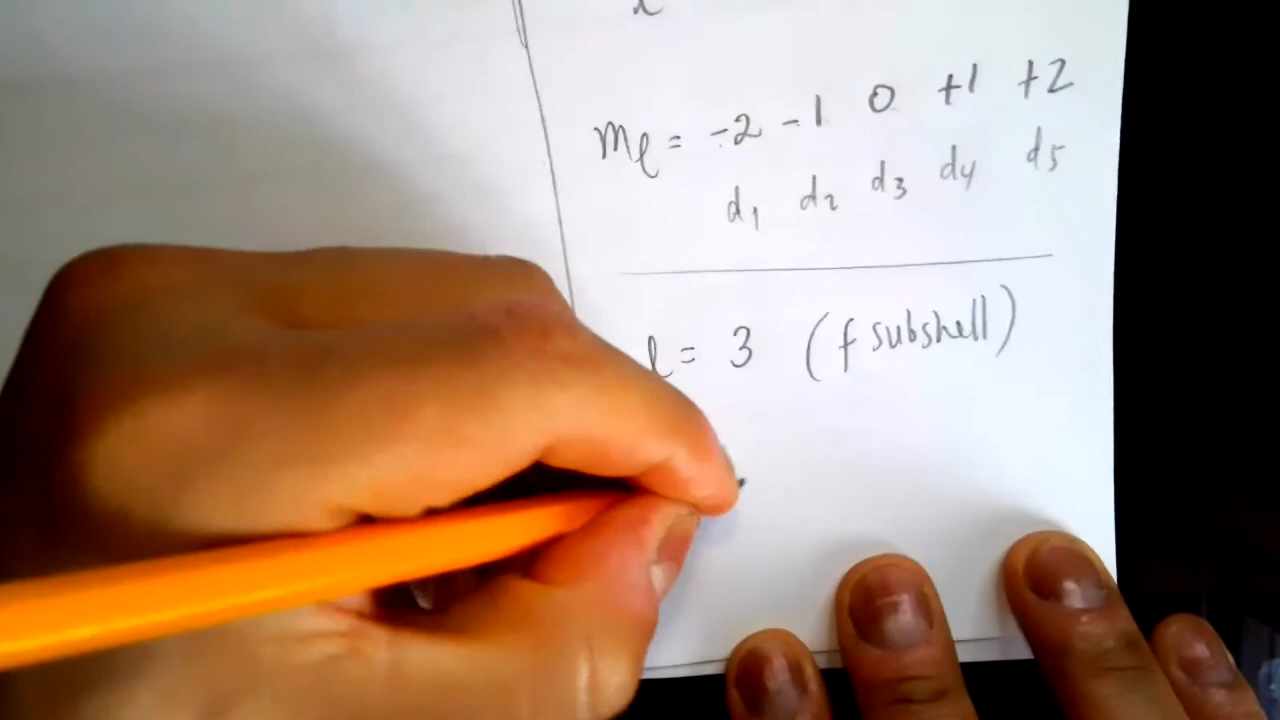 mℓ = -2 -1 0 +1 +2
d1 d2 d3 d4 d5
ℓ = 3 (f subshell)